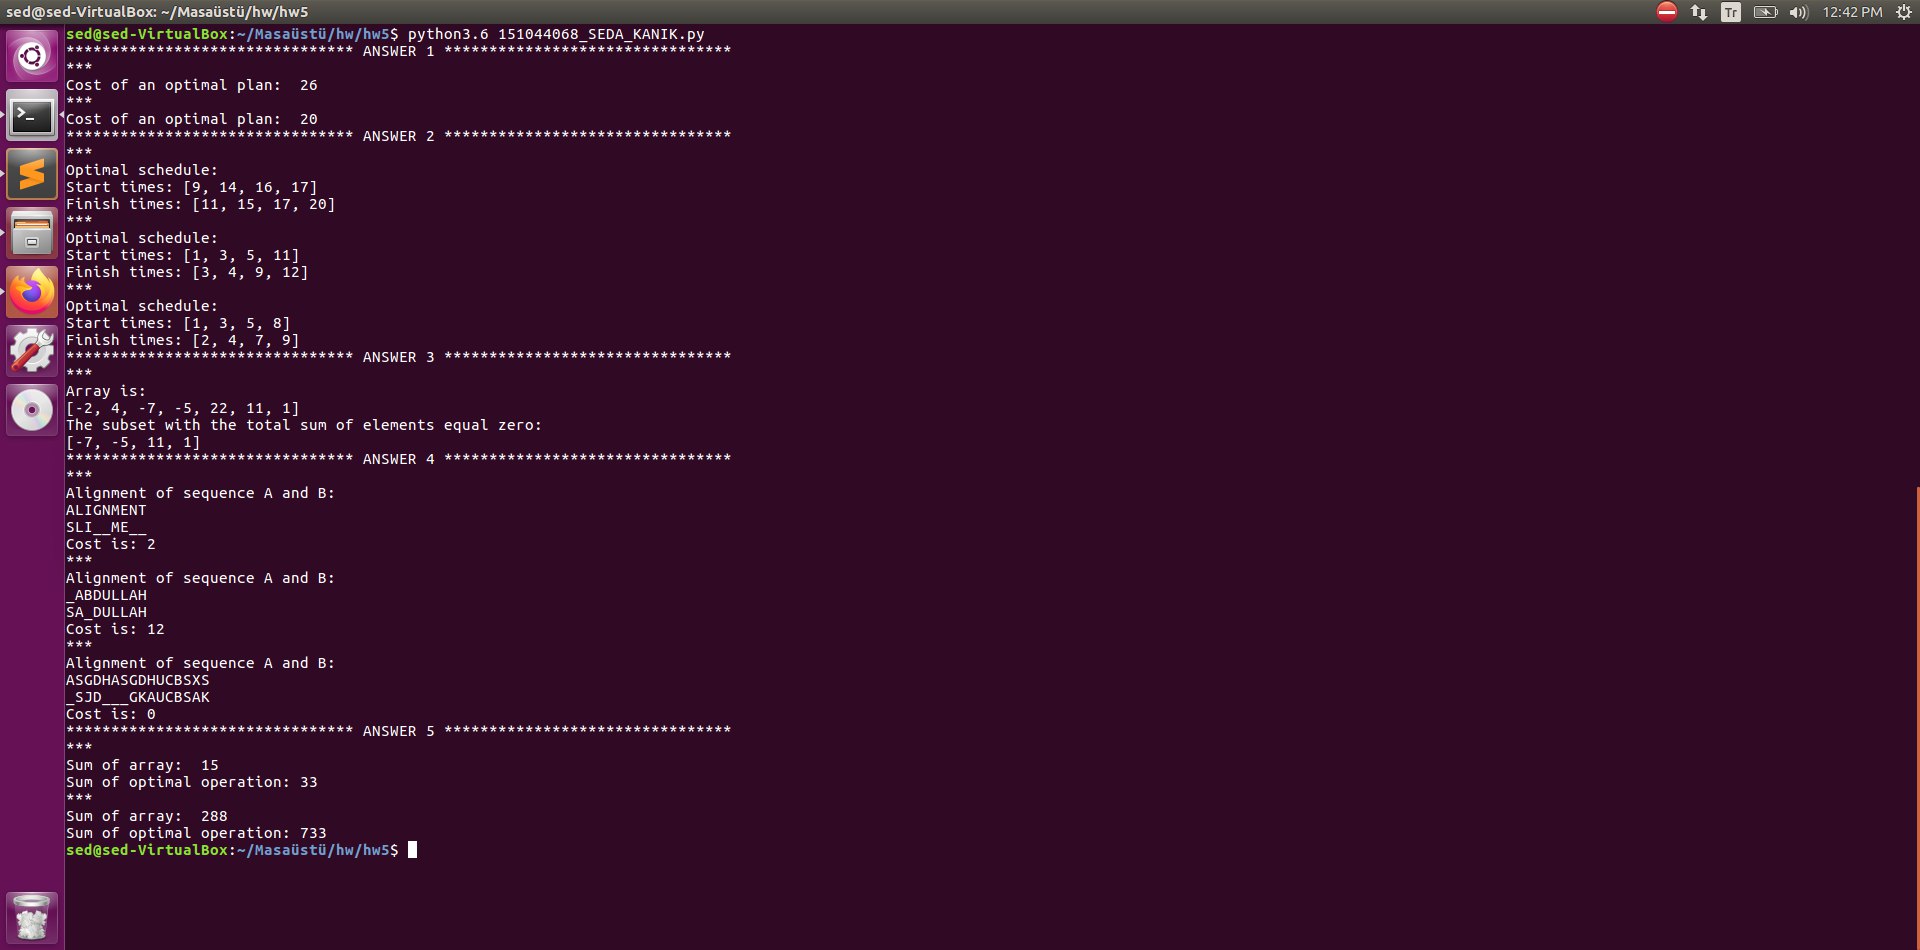 sed@sed-VirtualBox: ~/Masaüstü/hw/hw5
Tr
12:42 PM
sed@sed-VirtualBox:~/Masaüstü/hw/hw5$ python3.6 151044068_SEDA_KANIK.py
******************************** ANSWER 1 ********************************
***
Cost of an optimal plan:  26
***
Cost of an optimal plan:  20
******************************** ANSWER 2 ********************************
***
Optimal schedule:
Start times: [9, 14, 16, 17]
Finish times: [11, 15, 17, 20]
***
Optimal schedule:
Start times: [1, 3, 5, 11]
Finish times: [3, 4, 9, 12]
***
Optimal schedule:
Start times: [1, 3, 5, 8]
Finish times: [2, 4, 7, 9]
******************************** ANSWER 3 ********************************
***
Array is:
[-2, 4, -7, -5, 22, 11, 1]
The subset with the total sum of elements equal zero:
[-7, -5, 11, 1]
******************************** ANSWER 4 ********************************
***
Alignment of sequence A and B:
ALIGNMENT
SLI__ME__
Cost is: 2
***
Alignment of sequence A and B:
_ABDULLAH
SA_DULLAH
Cost is: 12
***
Alignment of sequence A and B:
ASGDHASGDHUCBSXS
_SJD___GKAUCBSAK
Cost is: 0
******************************** ANSWER 5 ********************************
***
Sum of array:  15
Sum of optimal operation: 33
***
Sum of array:  288
Sum of optimal operation: 733
sed@sed-VirtualBox:~/Masaüstü/hw/hw5$